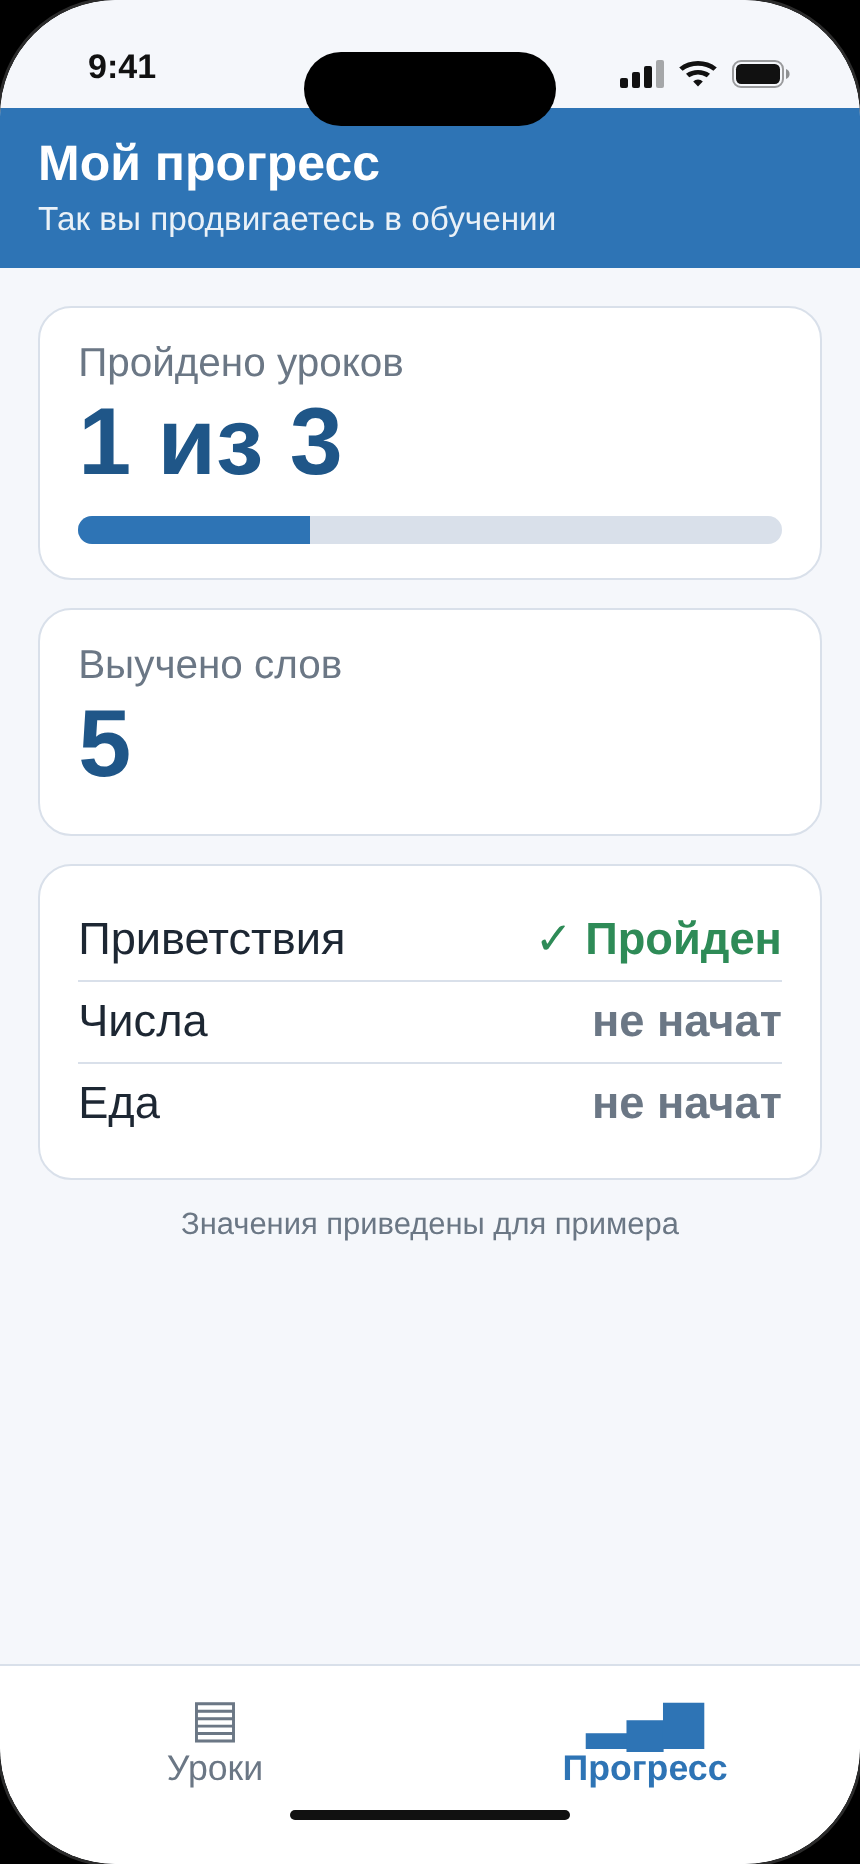 9:41
Мой прогресс
Так вы продвигаетесь в обучении
Пройдено уроков
1 из 3
Выучено слов
5
Приветствия ✓ Пройден
Числа не начат
Еда не начат
Значения приведены для примера
Уроки Прогресс